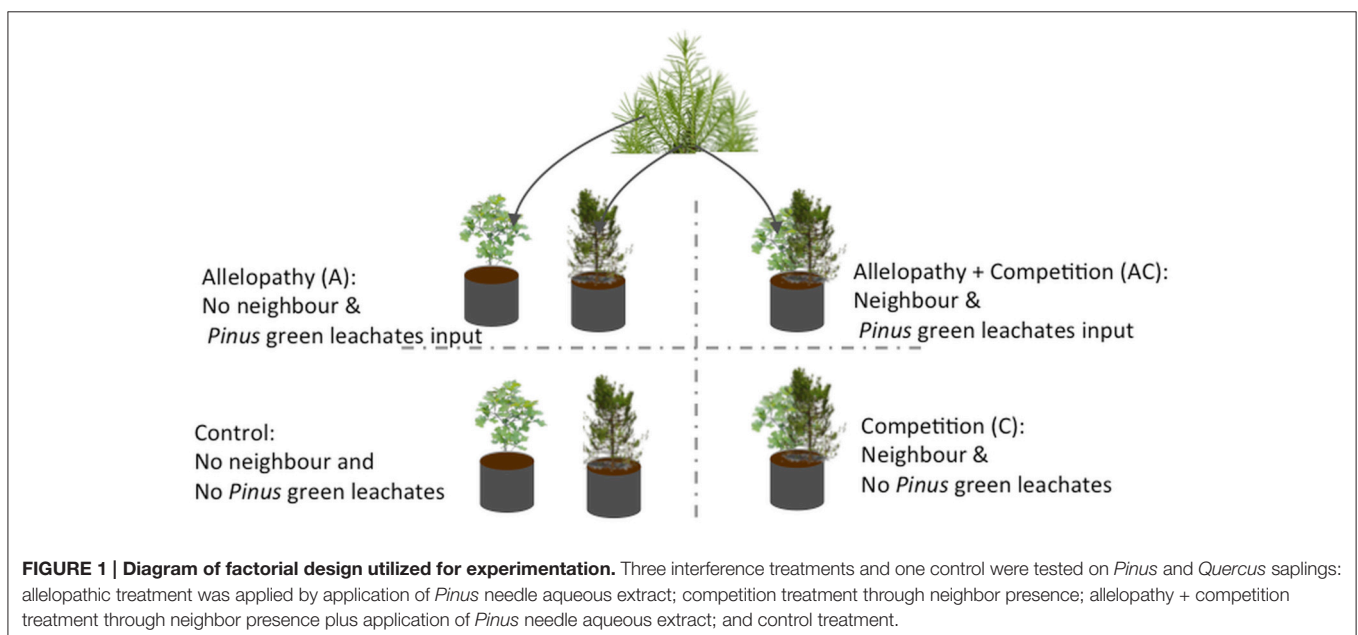 Allelopathy (A):
No neighbour &
Pinus green leachates input
Allelopathy + Competition (AC):
Neighbour &
Pinus green leachates input
Control:
No neighbour and
No Pinus green leachates
Competition (C):
Neighbour &
No Pinus green leachates
FIGURE 1 | Diagram of factorial design utilized for experimentation. Three interference treatments and one control were tested on Pinus and Quercus saplings:
allelopathic treatment was applied by application of Pinus needle aqueous extract; competition treatment through neighbor presence; allelopathy + competition
treatment through neighbor presence plus application of Pinus needle aqueous extract; and control treatment.